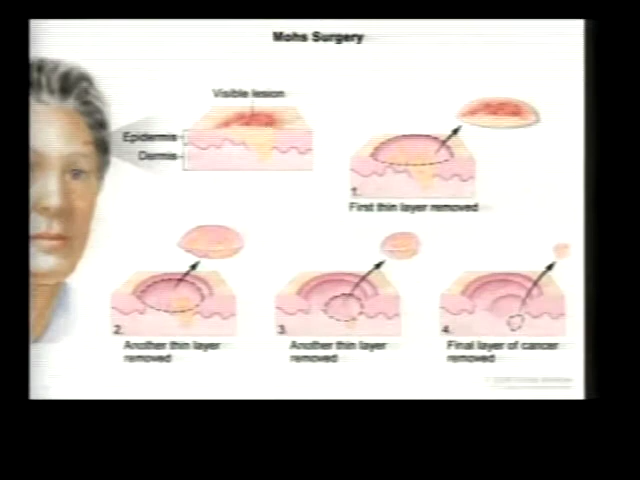 Mohs Surgery
Visible lesion
Epidermis
Dermis
1.
First thin layer removed
2.
Another thin layer
removed
3.
Another thin layer
removed
4.
Final layer of cancer
removed